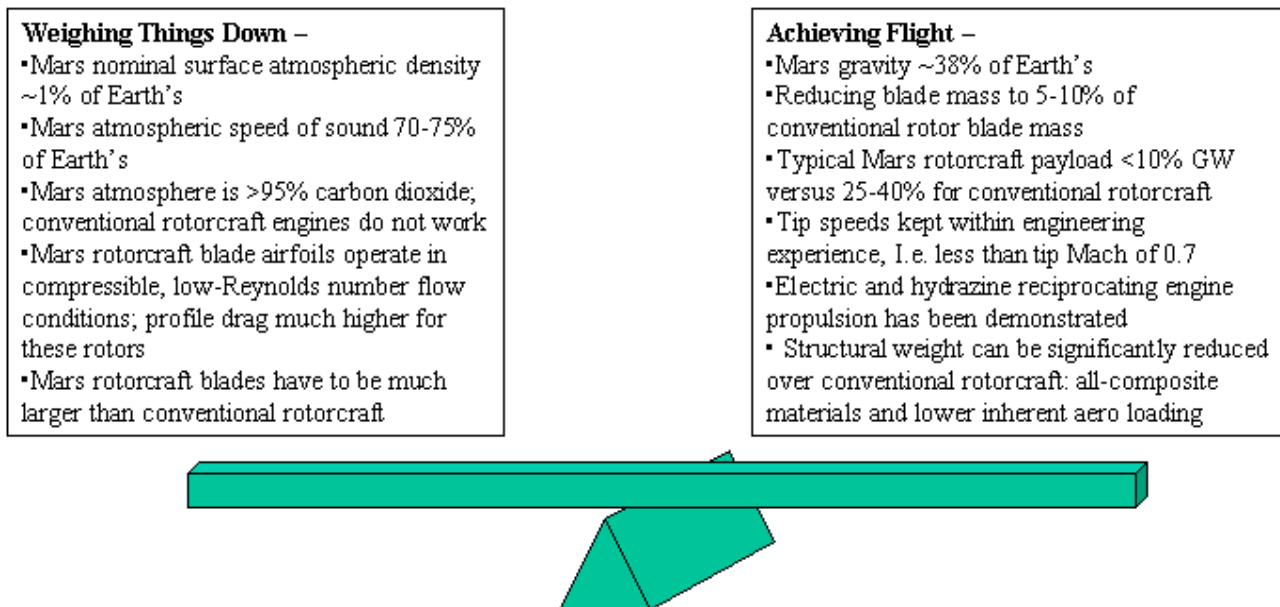 Weighing Things Down –
▪Mars nominal surface atmospheric density
~1% of Earth's
▪Mars atmospheric speed of sound 70-75%
of Earth's
▪Mars atmosphere is >95% carbon dioxide;
conventional rotorcraft engines do not work
▪Mars rotorcraft blade airfoils operate in
compressible, low-Reynolds number flow
conditions; profile drag much higher for
these rotors
▪Mars rotorcraft blades have to be much
larger than conventional rotorcraft
Achieving Flight –
▪Mars gravity ~38% of Earth's
▪Reducing blade mass to 5-10% of
conventional rotor blade mass
▪Typical Mars rotorcraft payload <10% GW
versus 25-40% for conventional rotorcraft
▪Tip speeds kept within engineering
experience, I.e. less than tip Mach of 0.7
▪Electric and hydrazine reciprocating engine
propulsion has been demonstrated
▪ Structural weight can be significantly reduced
over conventional rotorcraft: all-composite
materials and lower inherent aero loading